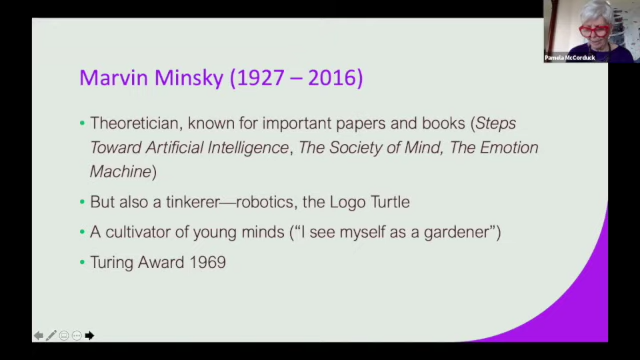 Pamela McCorduck
Marvin Minsky (1927 – 2016)
• Theoretician, known for important papers and books (Steps
Toward Artificial Intelligence, The Society of Mind, The Emotion
Machine)
• But also a tinkerer—robotics, the Logo Turtle
• A cultivator of young minds (“I see myself as a gardener”)
• Turing Award 1969